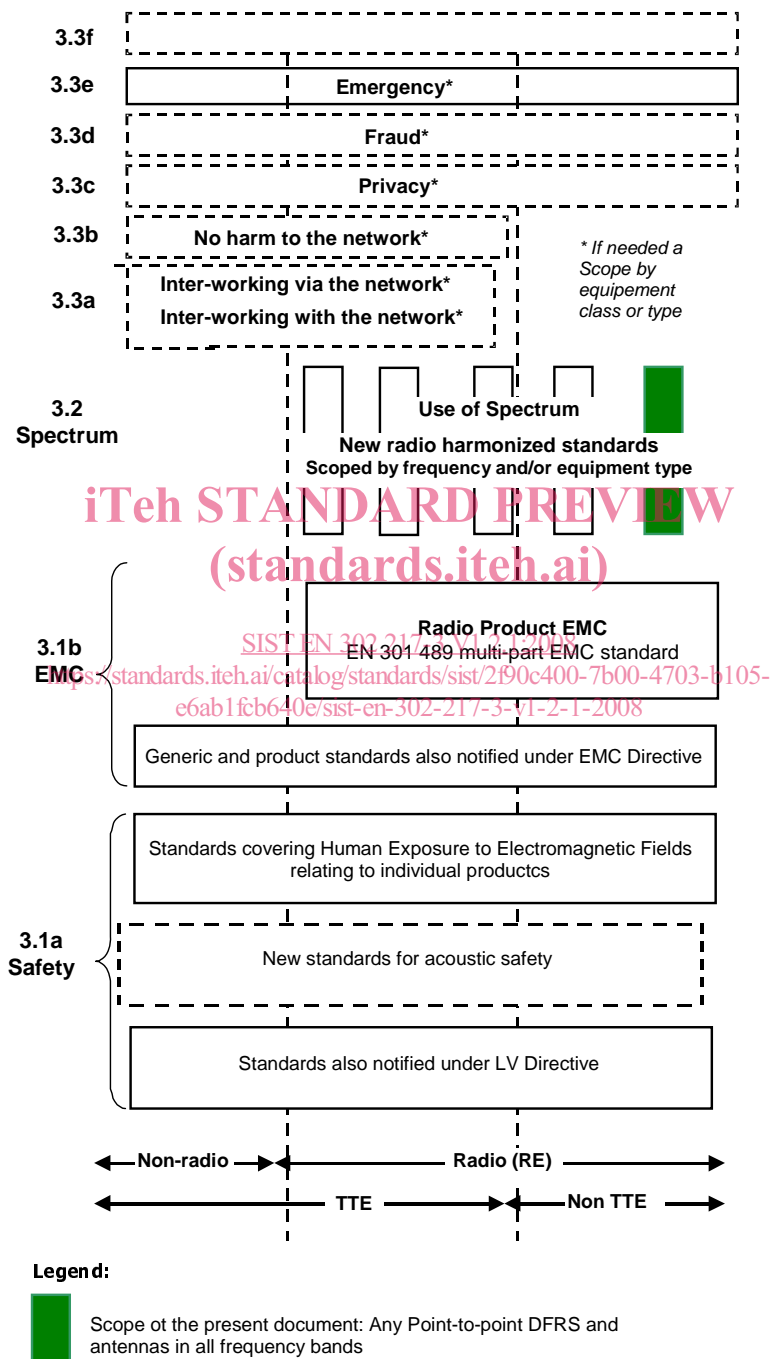 3.3f
3.3e
Emergency*
3.3d
Fraud*
3.3c
Privacy*
3.3b
No harm to the network*
* If needed a
Scope by
equipement
class or type
3.3a
Inter-working via the network*
Inter-working with the network*
3.2
Spectrum
Use of Spectrum
New radio harmonized standards
Scoped by frequency and/or equipment type
iTeh STANDARD PREVIEW
(standards.iteh.ai)
3.1b
EMC
Radio Product EMC
EN 301 489 multi-part EMC standard
SIST EN 302 217-3 V1.2.1:2008
https://standards.iteh.ai/catalog/standards/sist/2f90c400-7b00-4703-b105-
e6ab1fcb640e/sist-en-302-217-3-v1-2-1-2008
Generic and product standards also notified under EMC Directive
Standards covering Human Exposure to Electromagnetic Fields
relating to individual productcs
3.1a
Safety
New standards for acoustic safety
Standards also notified under LV Directive
Non-radio
Radio (RE)
TTE
Non TTE
Legend:
Scope ot the present document: Any Point-to-point DFRS and
antennas in all frequency bands